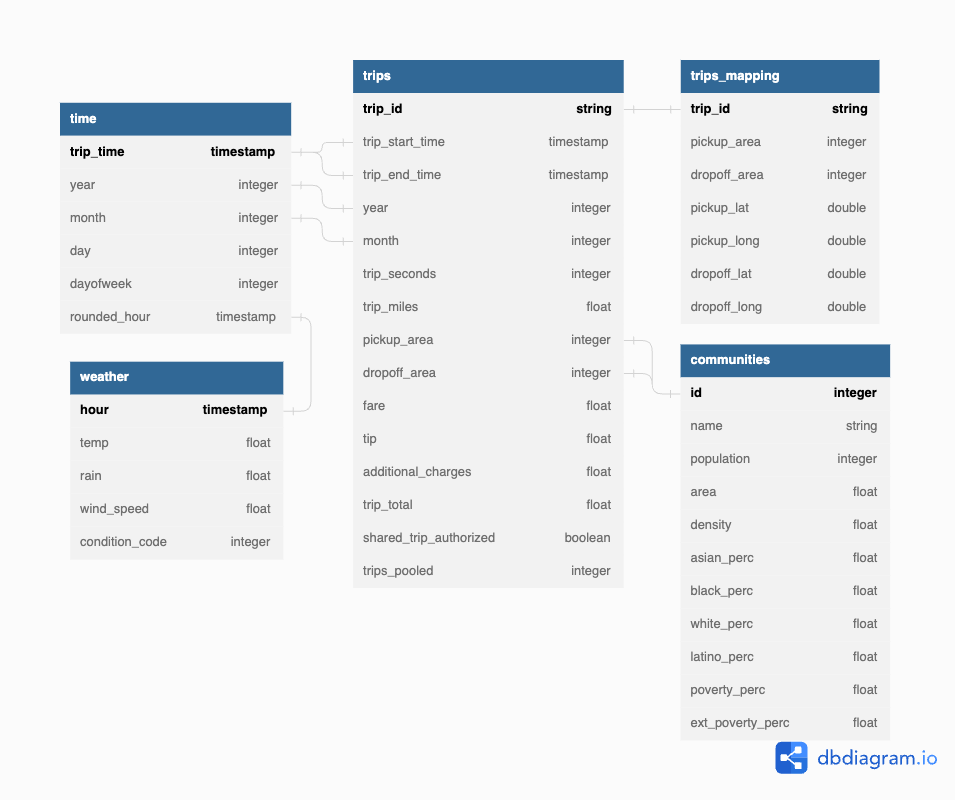 time
trip_time timestamp
year integer
month integer
day integer
dayofweek integer
rounded_hour timestamp
weather
hour timestamp
temp float
rain float
wind_speed float
condition_code integer
trips
trip_id string
trip_start_time timestamp
trip_end_time timestamp
year integer
month integer
trip_seconds integer
trip_miles float
pickup_area integer
dropoff_area integer
fare float
tip float
additional_charges float
trip_total float
shared_trip_authorized boolean
trips_pooled integer
trips_mapping
trip_id string
pickup_area integer
dropoff_area integer
pickup_lat double
pickup_long double
dropoff_lat double
dropoff_long double
communities
id integer
name string
population integer
area float
density float
asian_perc float
black_perc float
white_perc float
latino_perc float
poverty_perc float
ext_poverty_perc float
dbdiagram.io